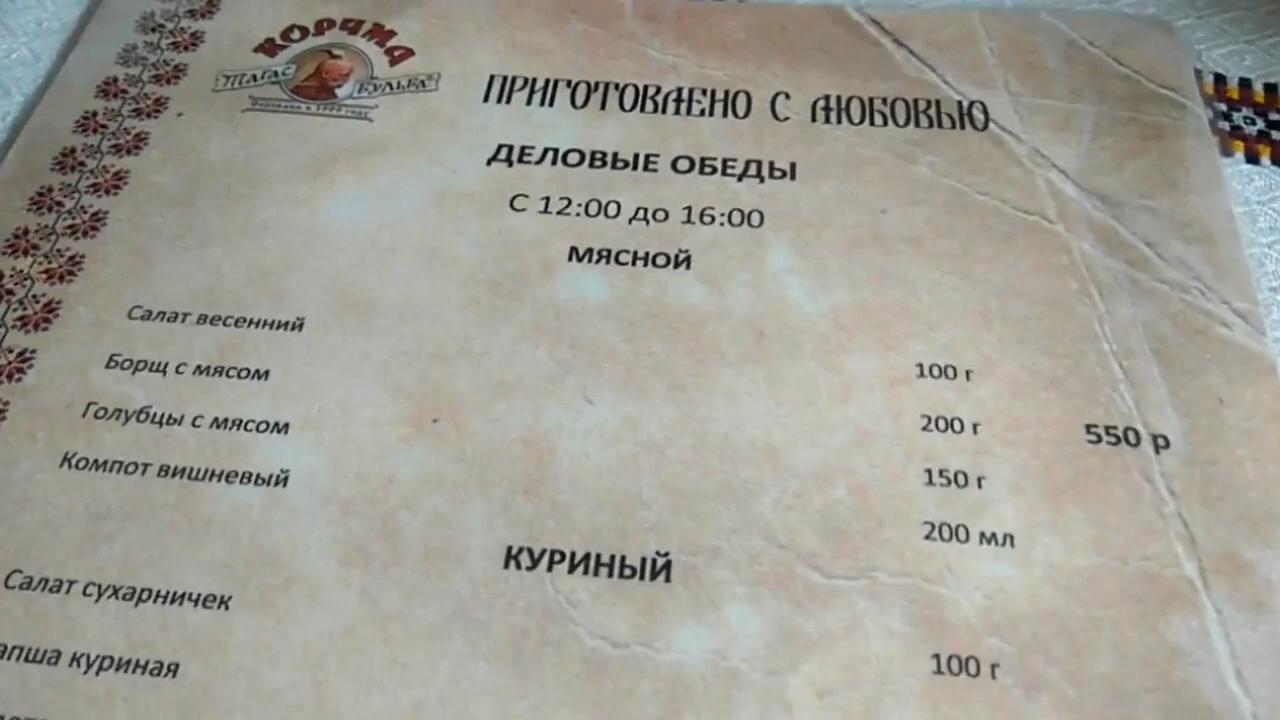 КОРЧМА
ТАРАС БУЛЬБА
ПРИГОТОВЛЕНО С ЛЮБОВЬЮ
ДЕЛОВЫЕ ОБЕДЫ
С 12:00 до 16:00
МЯСНОЙ
Салат весенний
Борщ с мясом 100 г
Голубцы с мясом 200 г 550 р
Компот вишневый 150 г
200 мл
КУРИНЫЙ
Салат сухарничек
апша куриная 100 г